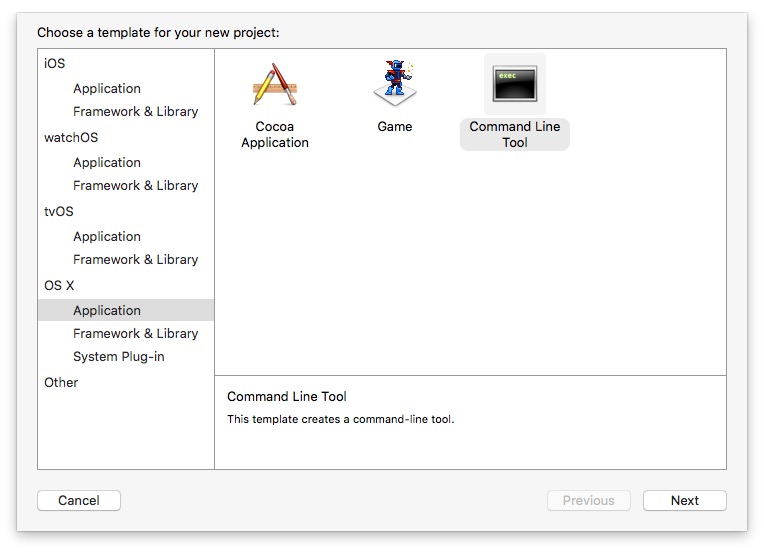 Choose a template for your new project:
iOS
Application
Framework & Library
watchOS
Application
Framework & Library
tvOS
Application
Framework & Library
OS X
Application
Framework & Library
System Plug-in
Other
Cocoa
Application
Game
exec
Command Line
Tool
Command Line Tool
This template creates a command-line tool.
Cancel
Previous
Next